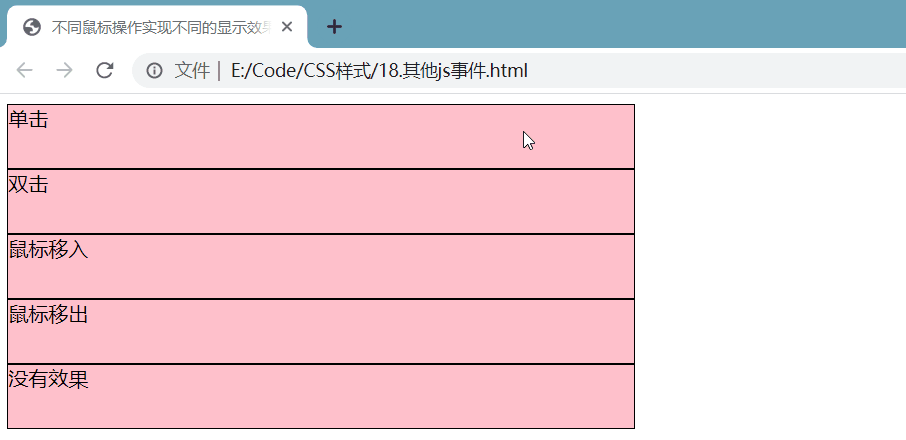 不同鼠标操作实现不同的显示效
文件 | E:/Code/CSS样式/18.其他js事件.html
单击
双击
鼠标移入
鼠标移出
没有效果